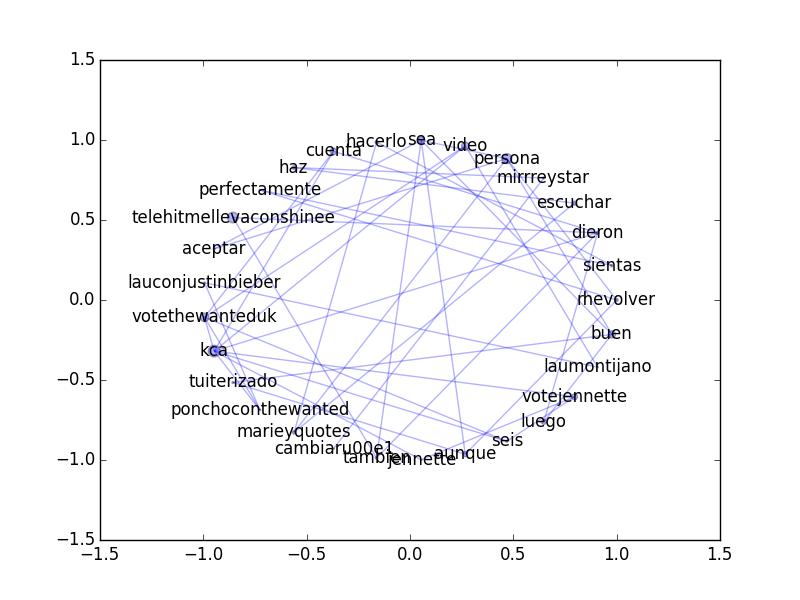 1.5
hacerlo sea video
cuenta persona
haz mirrreystar
perfectamente escuchar
telehitmellevaconshinee dieron
aceptar sientas
lauconjustinbieber rhevolver
votethewanteduk buen
kca laumontijano
tuiterizado votejennette
ponchoconthewanted luego
marieyquotes seis
cambiaru00e1 aunque
tambien jennette
1.0
0.5
0.0
−0.5
−1.0
−1.5
−1.5 −1.0 −0.5 0.0 0.5 1.0 1.5